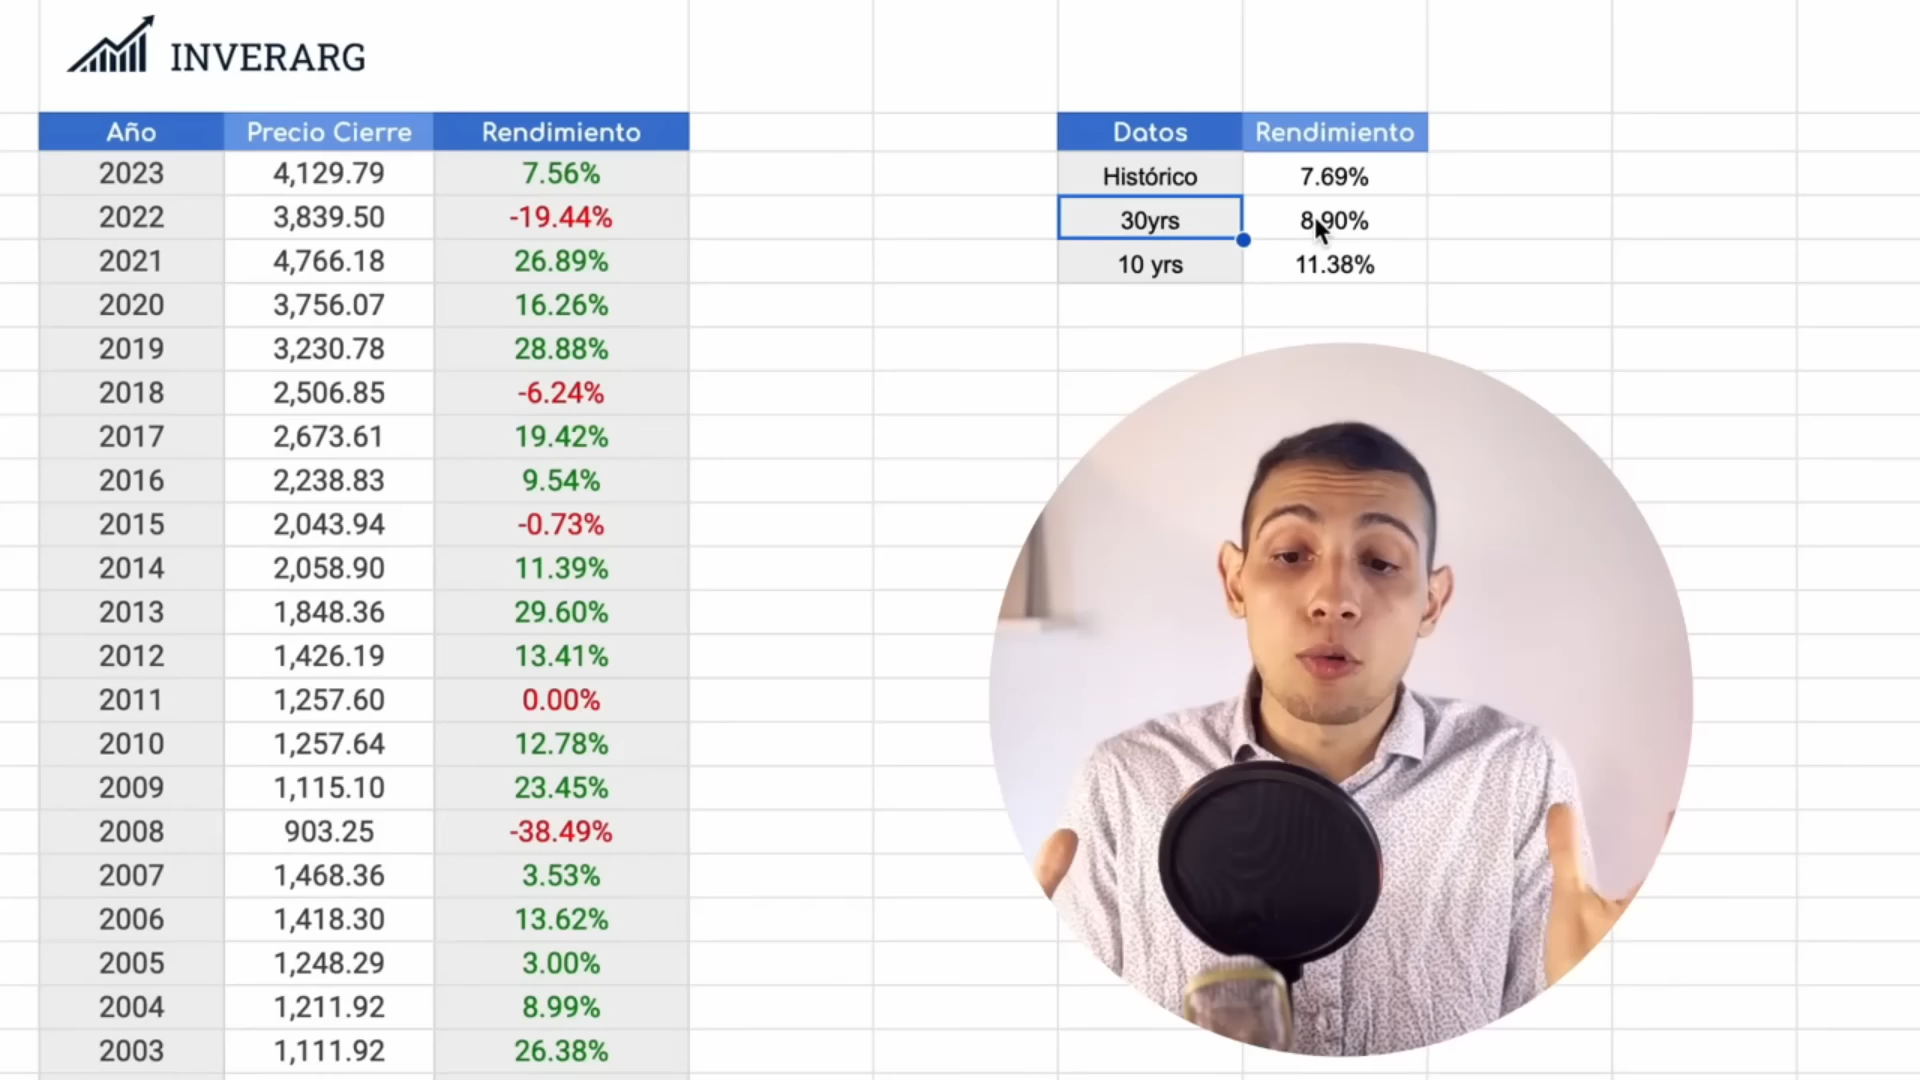 INVERARG
Año Precio Cierre Rendimiento
2023 4,129.79 7.56%
2022 3,839.50 -19.44%
2021 4,766.18 26.89%
2020 3,756.07 16.26%
2019 3,230.78 28.88%
2018 2,506.85 -6.24%
2017 2,673.61 19.42%
2016 2,238.83 9.54%
2015 2,043.94 -0.73%
2014 2,058.90 11.39%
2013 1,848.36 29.60%
2012 1,426.19 13.41%
2011 1,257.60 0.00%
2010 1,257.64 12.78%
2009 1,115.10 23.45%
2008 903.25 -38.49%
2007 1,468.36 3.53%
2006 1,418.30 13.62%
2005 1,248.29 3.00%
2004 1,211.92 8.99%
2003 1,111.92 26.38%
Datos Rendimiento
Histórico 7.69%
30yrs 8.90%
10 yrs 11.38%